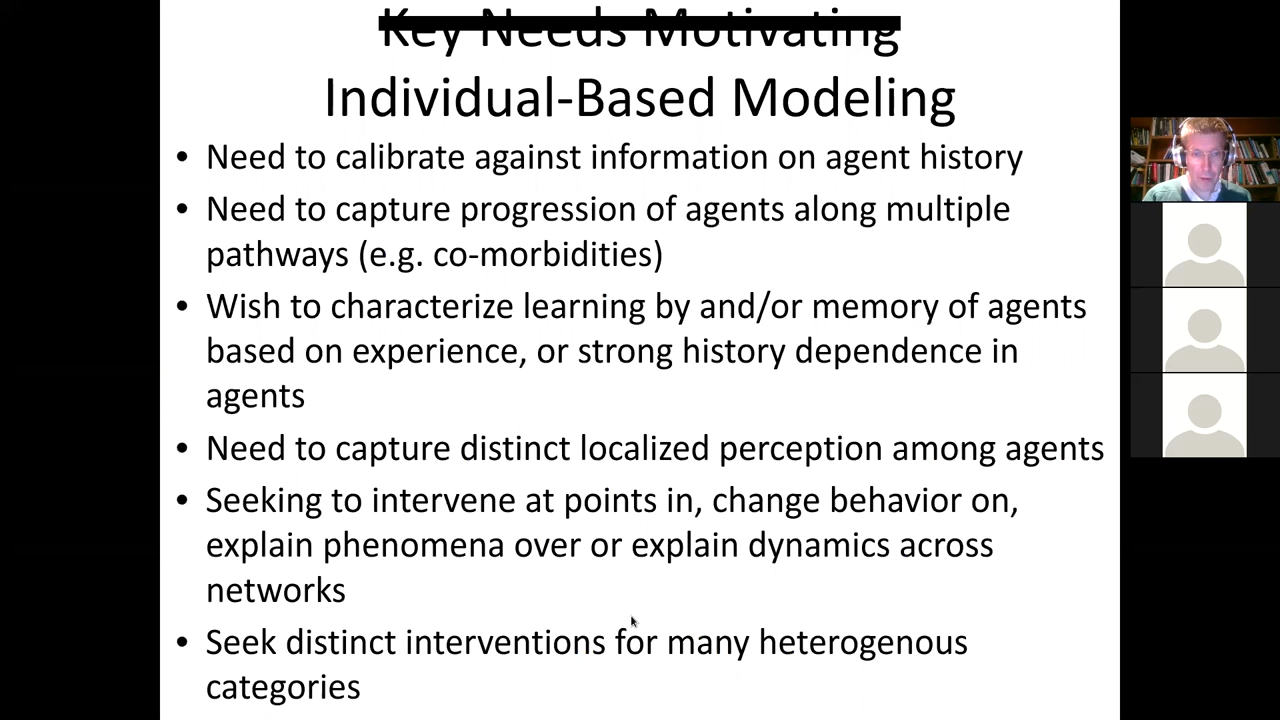 Key Needs Motivating
Individual-Based Modeling
• Need to calibrate against information on agent history
• Need to capture progression of agents along multiple
pathways (e.g. co-morbidities)
• Wish to characterize learning by and/or memory of agents
based on experience, or strong history dependence in
agents
• Need to capture distinct localized perception among agents
• Seeking to intervene at points in, change behavior on,
explain phenomena over or explain dynamics across
networks
• Seek distinct interventions for many heterogenous
categories